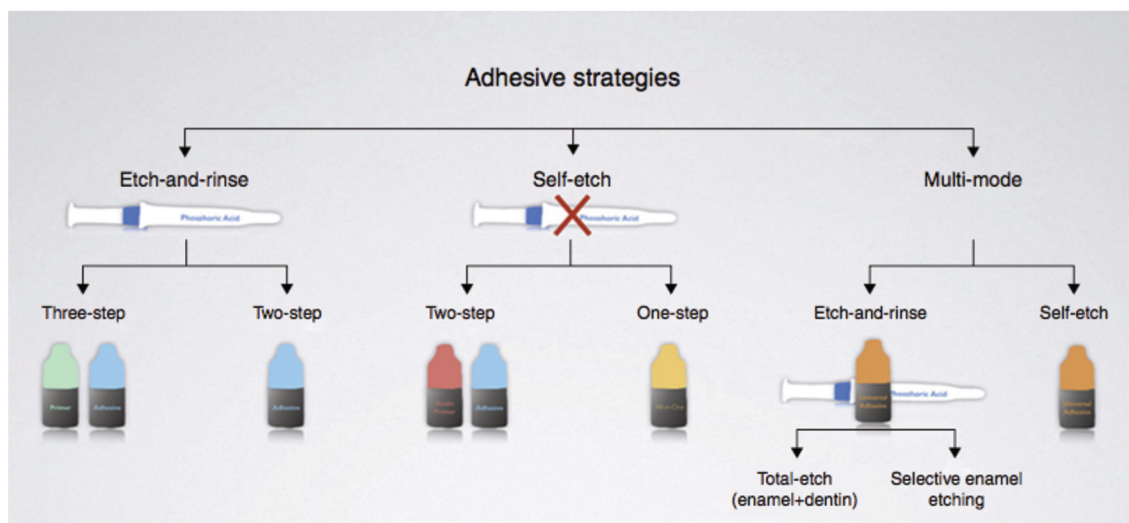 Adhesive strategies
Etch-and-rinse
Self-etch
Multi-mode
Phosphoric Acid
Phosphoric Acid
Three-step
Two-step
Two-step
One-step
Etch-and-rinse
Self-etch
Primer
Adhesive
Adhesive
Acidic
Primer
Adhesive
All-in-One
Universal
Adhesive
Phosphoric Acid
Universal
Adhesive
Total-etch
(enamel+dentin)
Selective enamel
etching